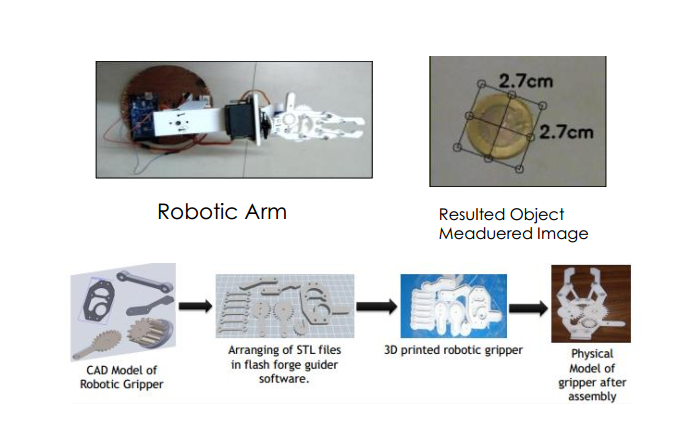 2.7cm
2.7cm
Robotic Arm
Resulted Object
Meaduered Image
CAD Model of
Robotic Gripper
Arranging of STL files
in flash forge guider
software.
3D printed robotic gripper
Physical
Model of
gripper after
assembly